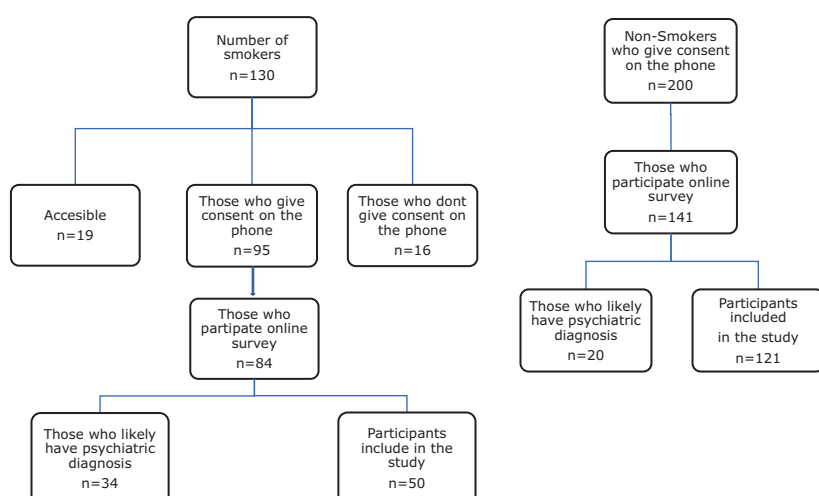 Number of
smokers
n=130
Accesible
n=19
Those who give
consent on the
phone
n=95
Those who dont
give consent on
the phone
n=16
Those who
partipate online
survey
n=84
Those who likely
have psychiatric
diagnosis
n=34
Participants
include in the
study
n=50
Non-Smokers
who give consent
on the phone
n=200
Those who
participate online
survey
n=141
Those who likely
have psychiatric
diagnosis
n=20
Participants
included
in the study
n=121